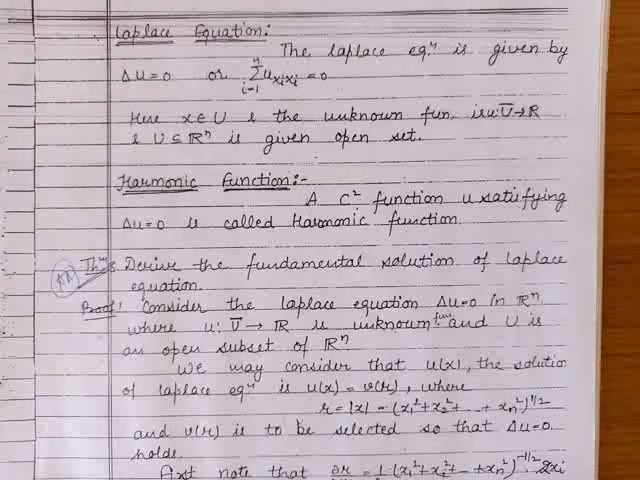 Laplace Equation:
The laplace eqⁿ is given by
Δu=0 or ∑ⁿᵢ₌₁ uₓᵢₓᵢ =0
Here x∈U & the unknown fun. is u: U̅→R
& U⊆ℝⁿ is given open set.
Harmonic Function:-
A C² function u satisfying
Δu=0 is called Harmonic function.
Thᵐ: Derive the fundamental solution of laplace
equation.
Proof: Consider the laplace equation Δu=0 in ℝⁿ
where u: U̅→ℝ is unknown fun and U is
an open subset of ℝⁿ
We may consider that u(x), the solutio
of laplace eqⁿ is u(x) = v(r), where
r = |x| = (x₁²+x₂²+ - - + xₙ²)^1/2
and v(r) is to be selected so that Δu=0
holds.
First note that ∂r = 1/2 (x₁²+x₂²+ - - +xₙ²)^-1/2 · 2xi